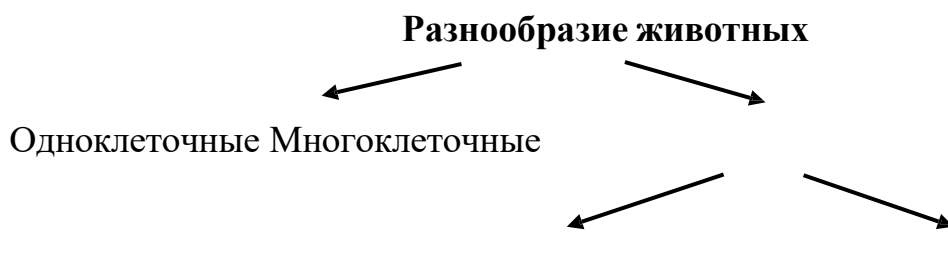 Разнообразие животных
Одноклеточные Многоклеточные